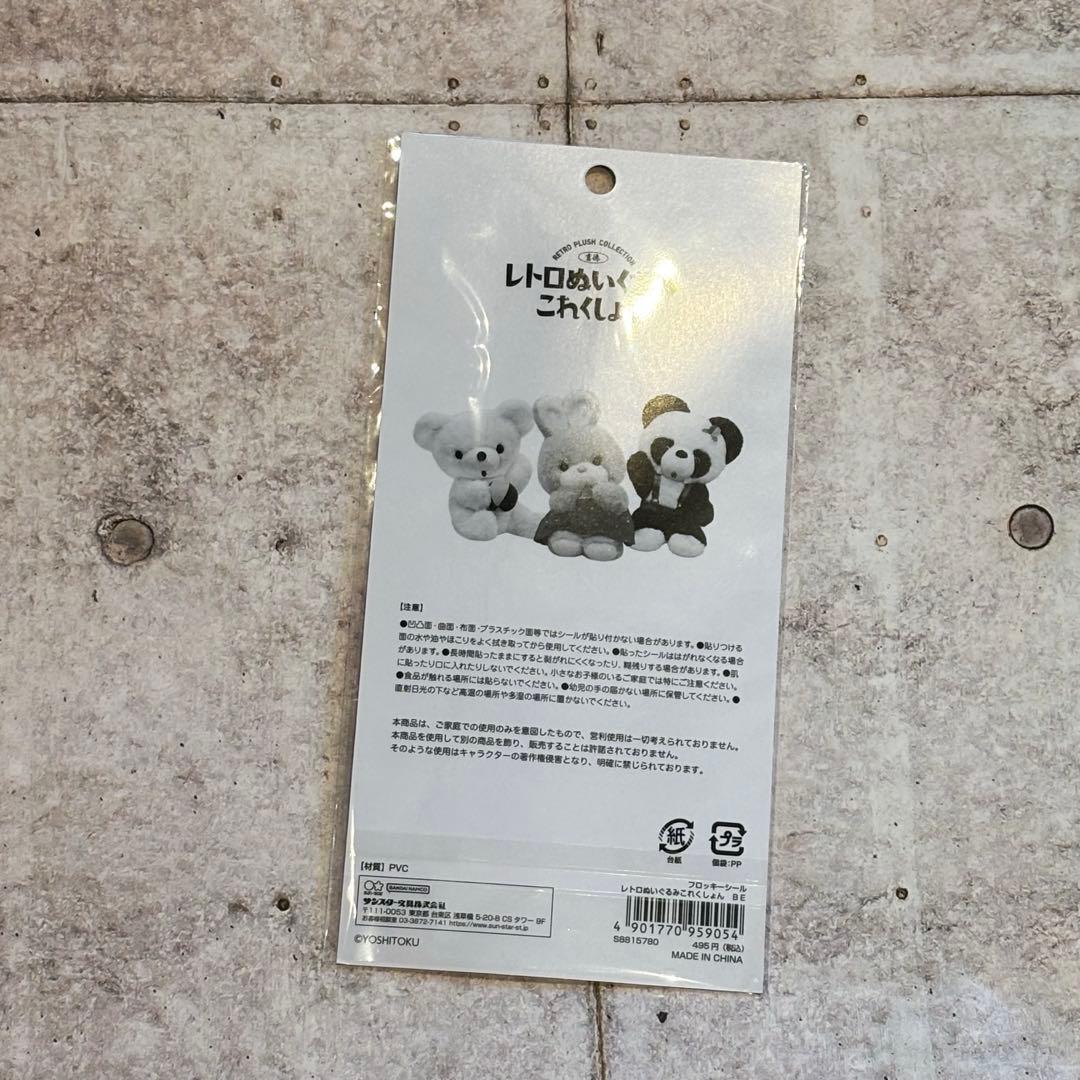 RETRO PLUSH COLLECTION
吉徳
レトロぬいぐ
これくしょ
【注意】
●凹凸面・曲面・布面・プラスチック面等ではシールが貼り付かない場合があります。●貼りつける
面の水や油やほこりをよく拭き取ってから使用してください。●貼ったシールははがれなくなる場合
があります。●長時間貼ったままにすると剥がれにくくなったり、糊残りする場合があります。●肌
に貼ったり口に入れたりしないでください。小さなお子様のいるご家庭では特にご注意ください。
●食品が触れる場所には貼らないでください。●幼児の手の届かない場所に保管してください。●
直射日光の下など高温の場所や多湿の場所に置かないでください。
本商品は、ご家庭での使用のみを意図したもので、営利使用は一切考えられておりません。
本商品を使用して別の商品を飾り、販売することは許諾されておりません。
そのような使用はキャラクターの著作権侵害となり、明確に禁じられております。
紙
台紙
プラ
個袋:PP
【材質】PVC
sun-star
BANDAI NAMCO
サンスター文具株式会社
〒111-0053 東京都 台東区 浅草橋 5-20-8 CS タワー 9F
お客様相談室 03-3872-7141 https://www.sun-star-st.jp
©YOSHITOKU
フロッキーシール
レトロぬいぐるみこれくしょん BE
4 901770 959054
S8815780 495円(税込)
MADE IN CHINA